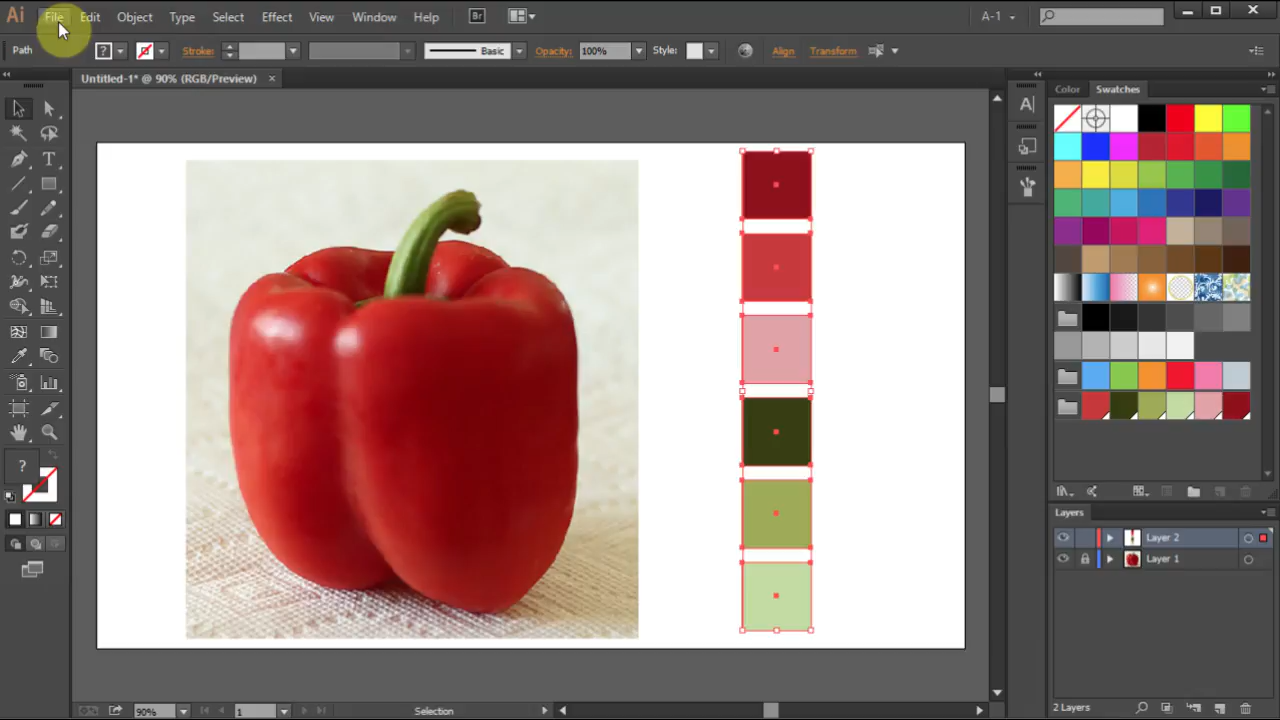 Ai File Edit Object Type Select Effect View Window Help Br A-1
Path ? Stroke: Basic Opacity: 100% Style: Align Transform
Untitled-1* @ 90% (RGB/Preview) ×
Color Swatches
Layers
Layer 2
Layer 1
90% 1 Selection 2 Layers